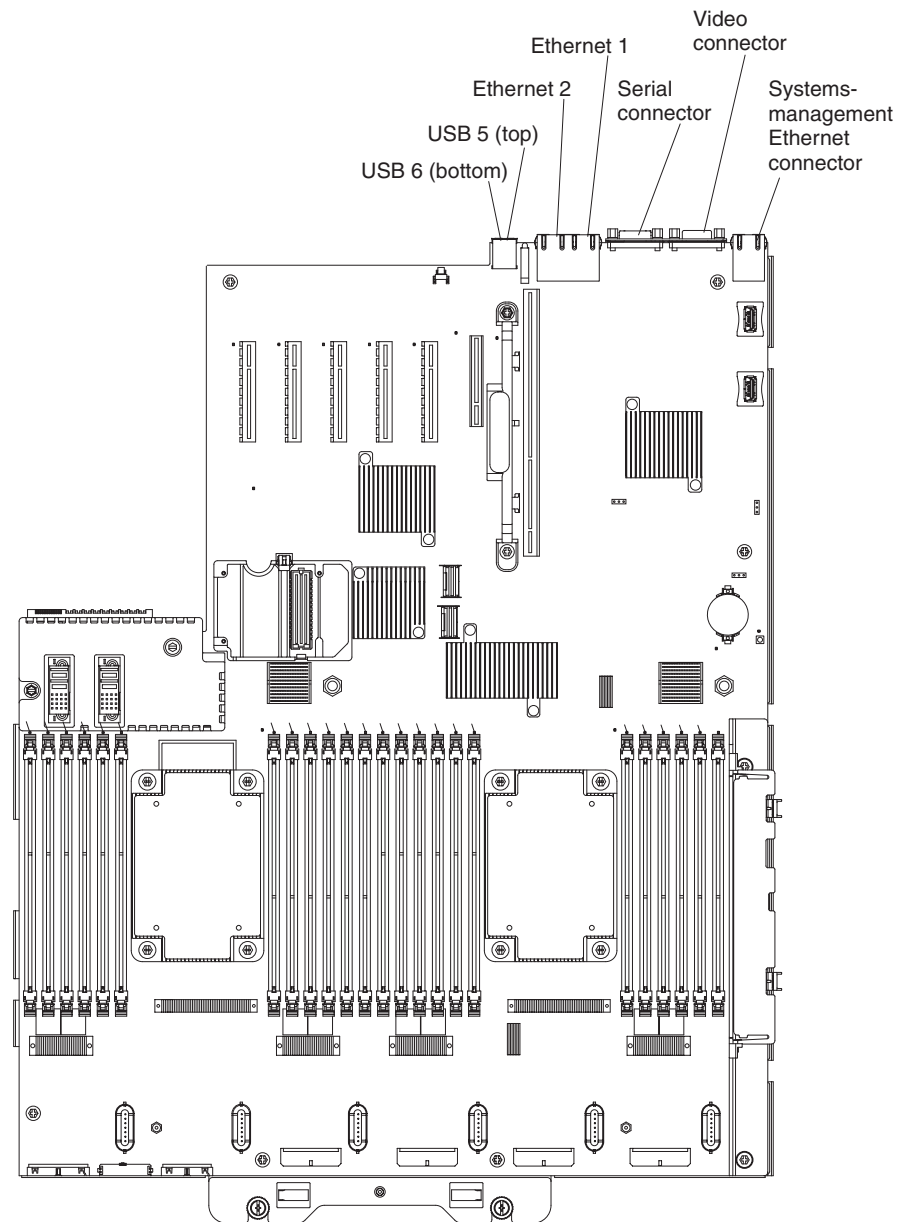 Video
connector
Ethernet 1
Ethernet 2
Serial
connector
Systems-
management
Ethernet
connector
USB 5 (top)
USB 6 (bottom)